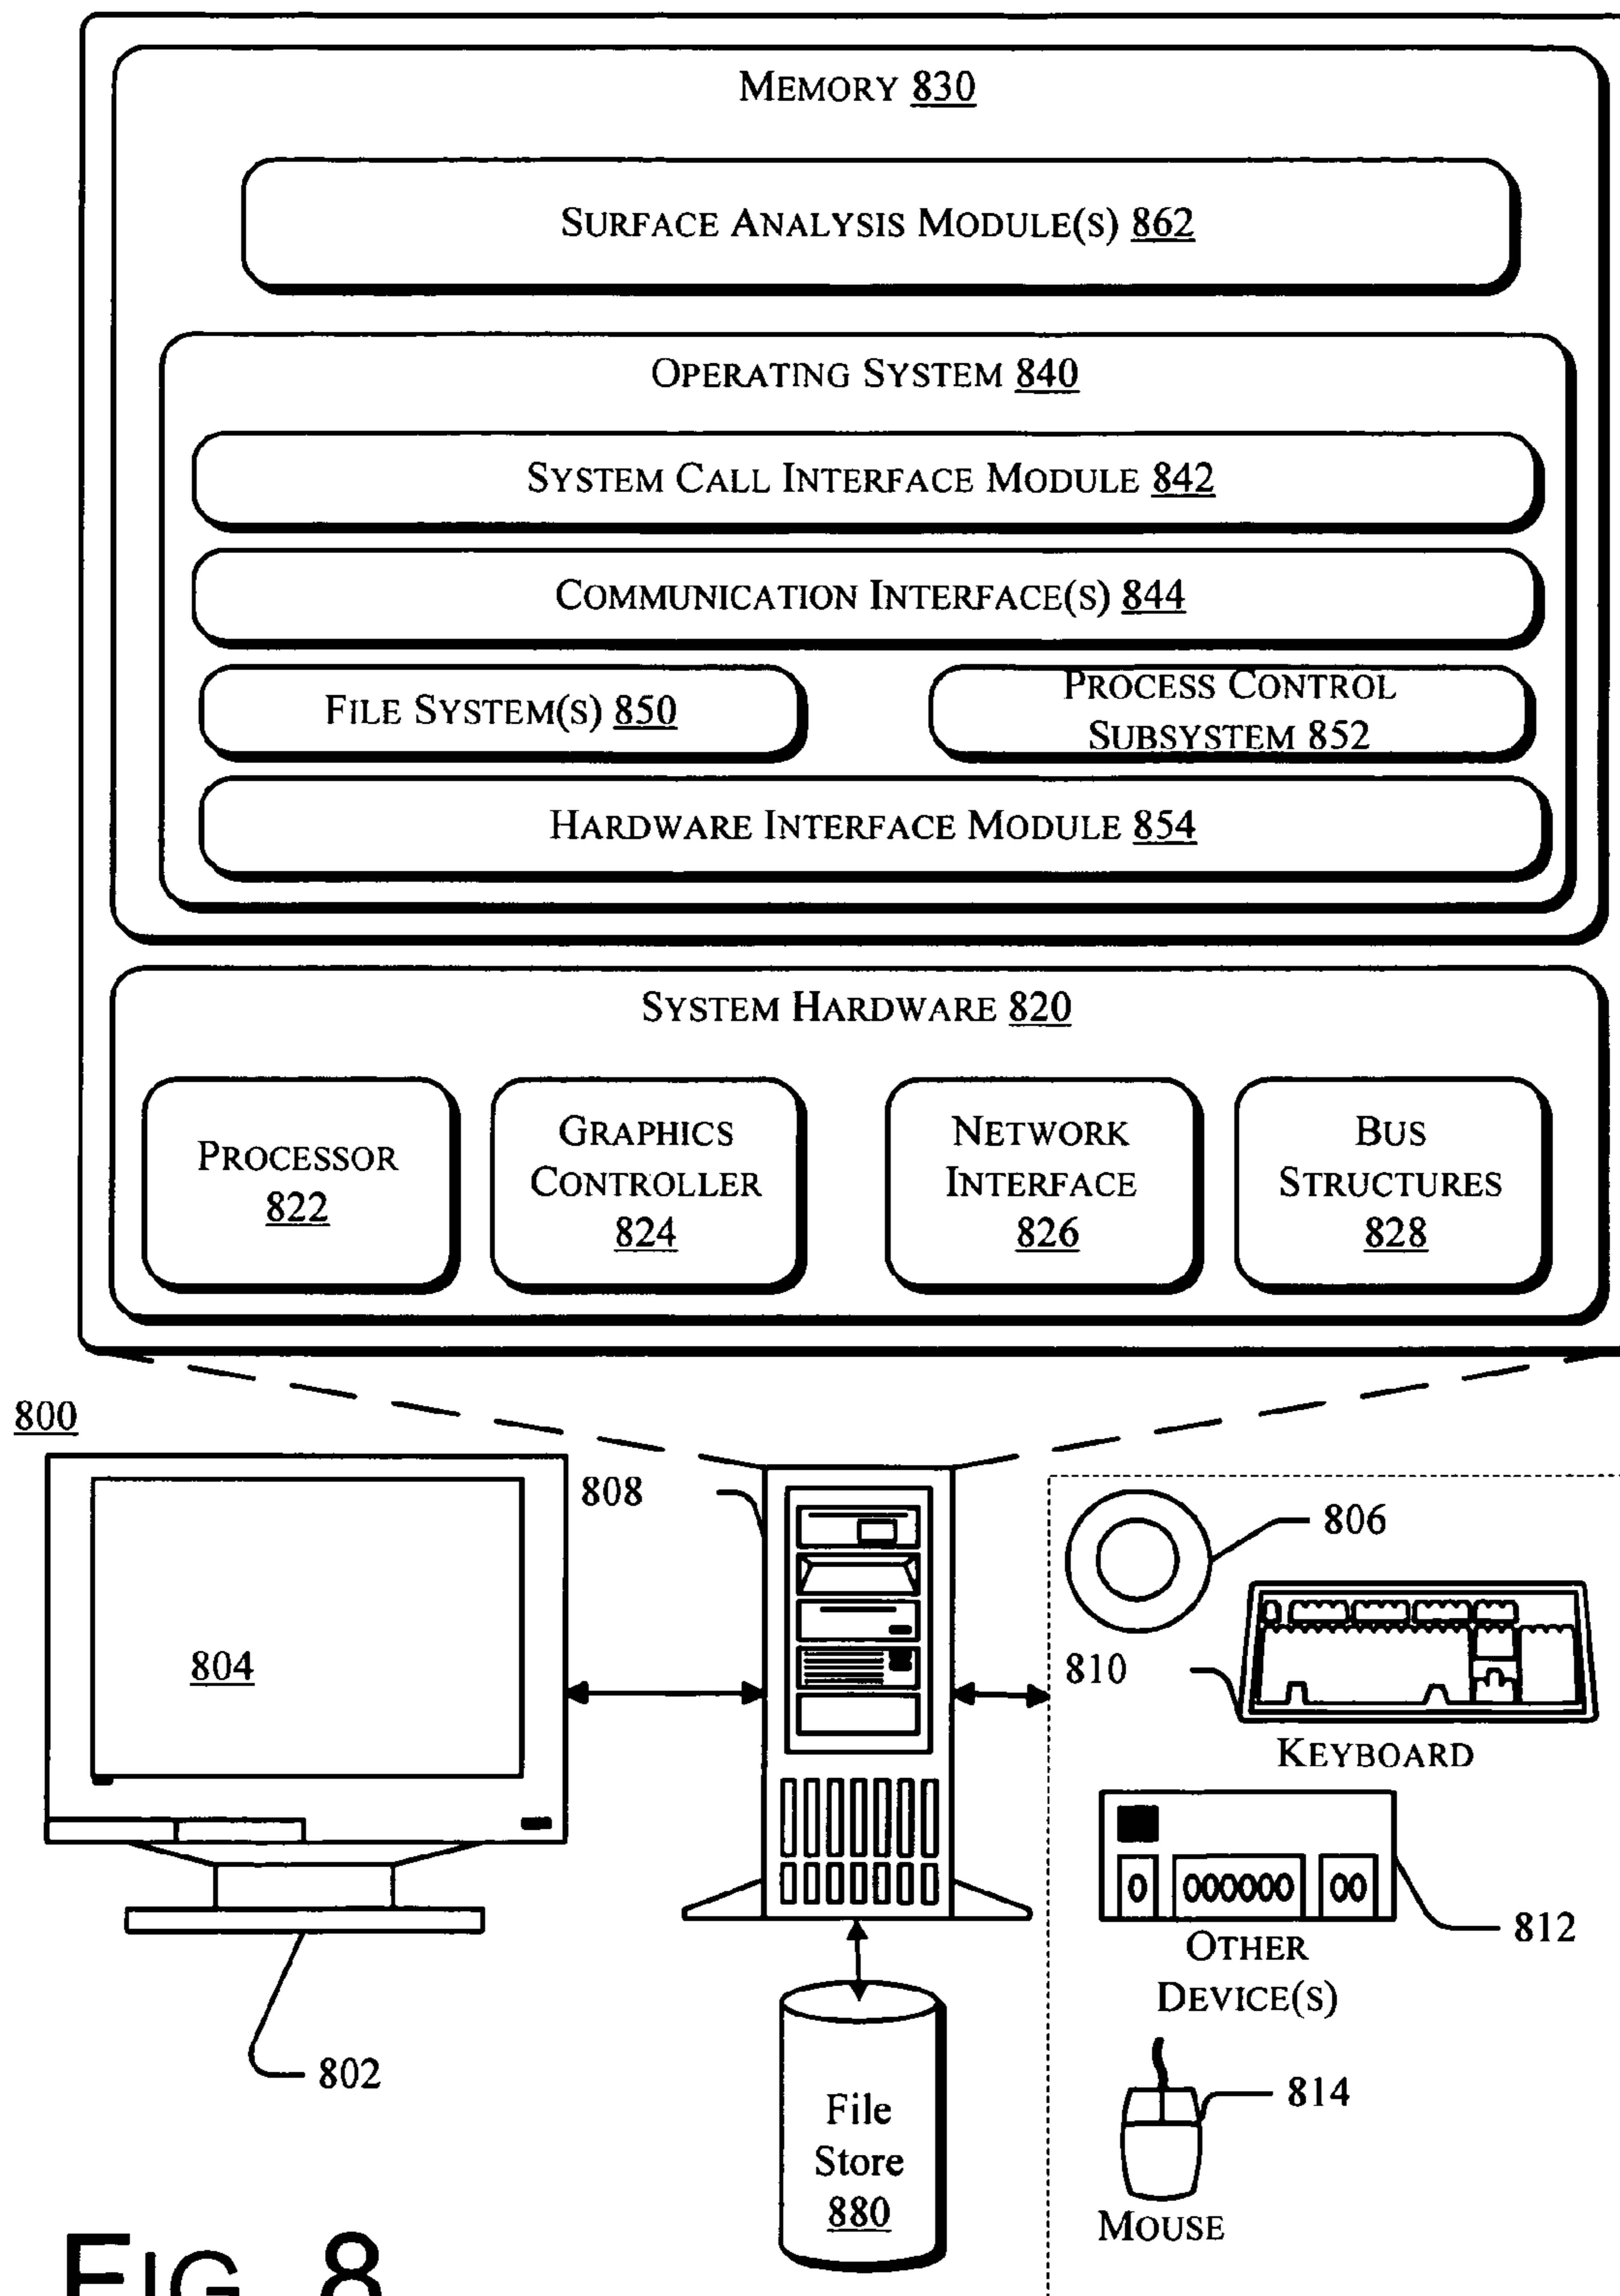 MEMORY 830
SURFACE ANALYSIS MODULE(S) 862
OPERATING SYSTEM 840
SYSTEM CALL INTERFACE MODULE 842
COMMUNICATION INTERFACE(S) 844
FILE SYSTEM(S) 850
PROCESS CONTROL
SUBSYSTEM 852
HARDWARE INTERFACE MODULE 854
SYSTEM HARDWARE 820
PROCESSOR
822
GRAPHICS
CONTROLLER
824
NETWORK
INTERFACE
826
BUS
STRUCTURES
828
800
808
806
804
810
KEYBOARD
812
OTHER
DEVICE(S)
802
814
File
Store
880
MOUSE
FIG. 8